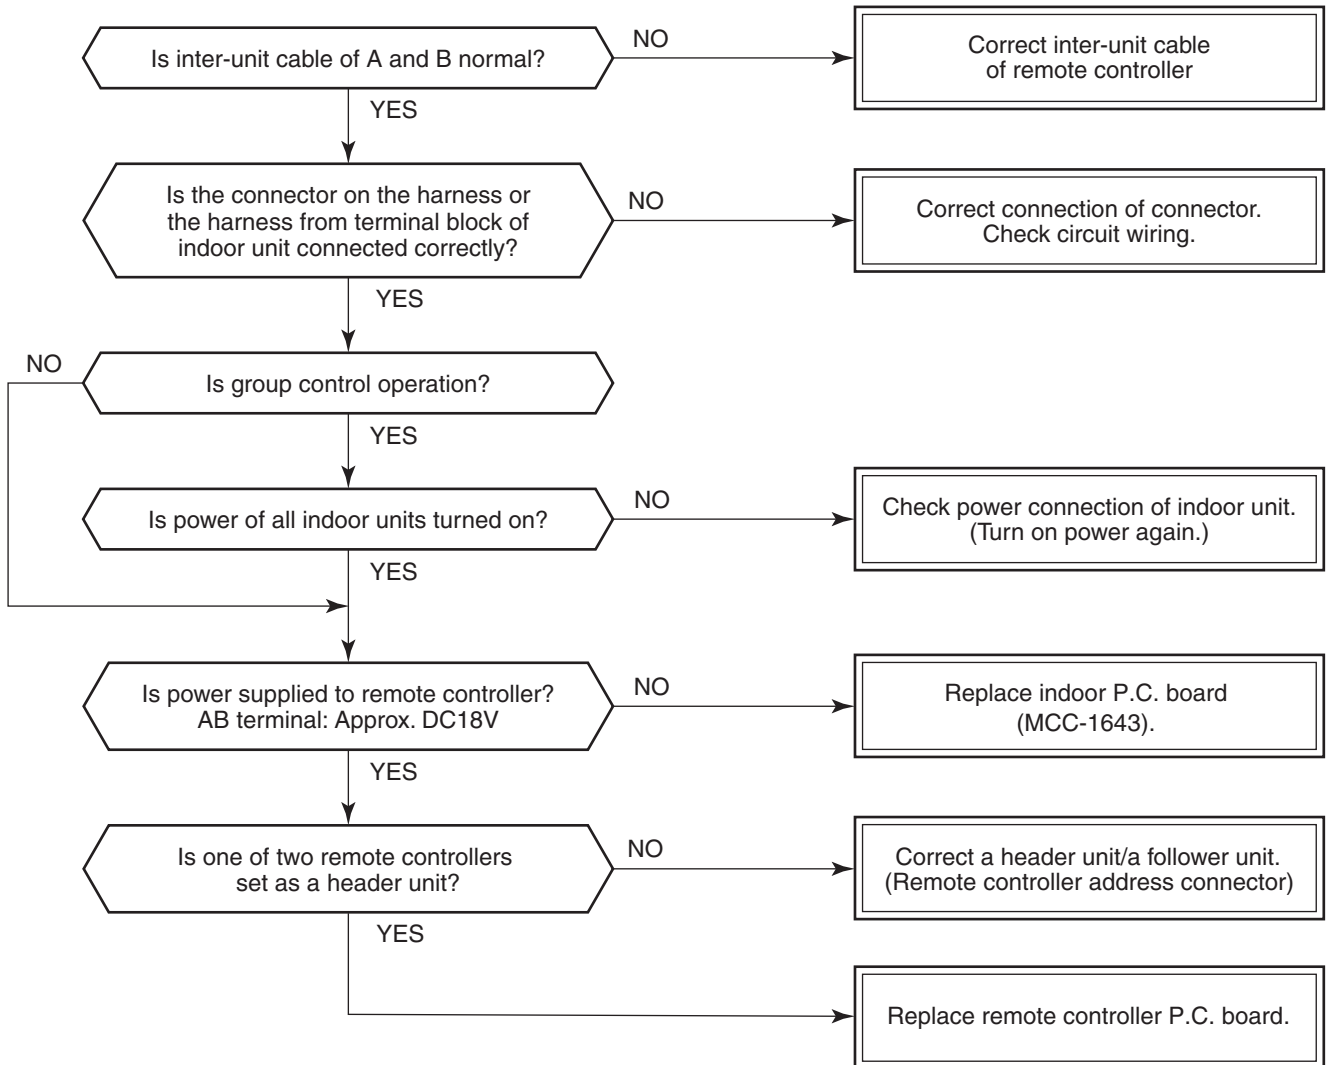 Is inter-unit cable of A and B normal?
NO
Correct inter-unit cable
of remote controller
YES
Is the connector on the harness or
the harness from terminal block of
indoor unit connected correctly?
NO
Correct connection of connector.
Check circuit wiring.
YES
NO
Is group control operation?
YES
Is power of all indoor units turned on?
NO
Check power connection of indoor unit.
(Turn on power again.)
YES
Is power supplied to remote controller?
AB terminal: Approx. DC18V
NO
Replace indoor P.C. board
(MCC-1643).
YES
Is one of two remote controllers
set as a header unit?
NO
Correct a header unit/a follower unit.
(Remote controller address connector)
YES
Replace remote controller P.C. board.